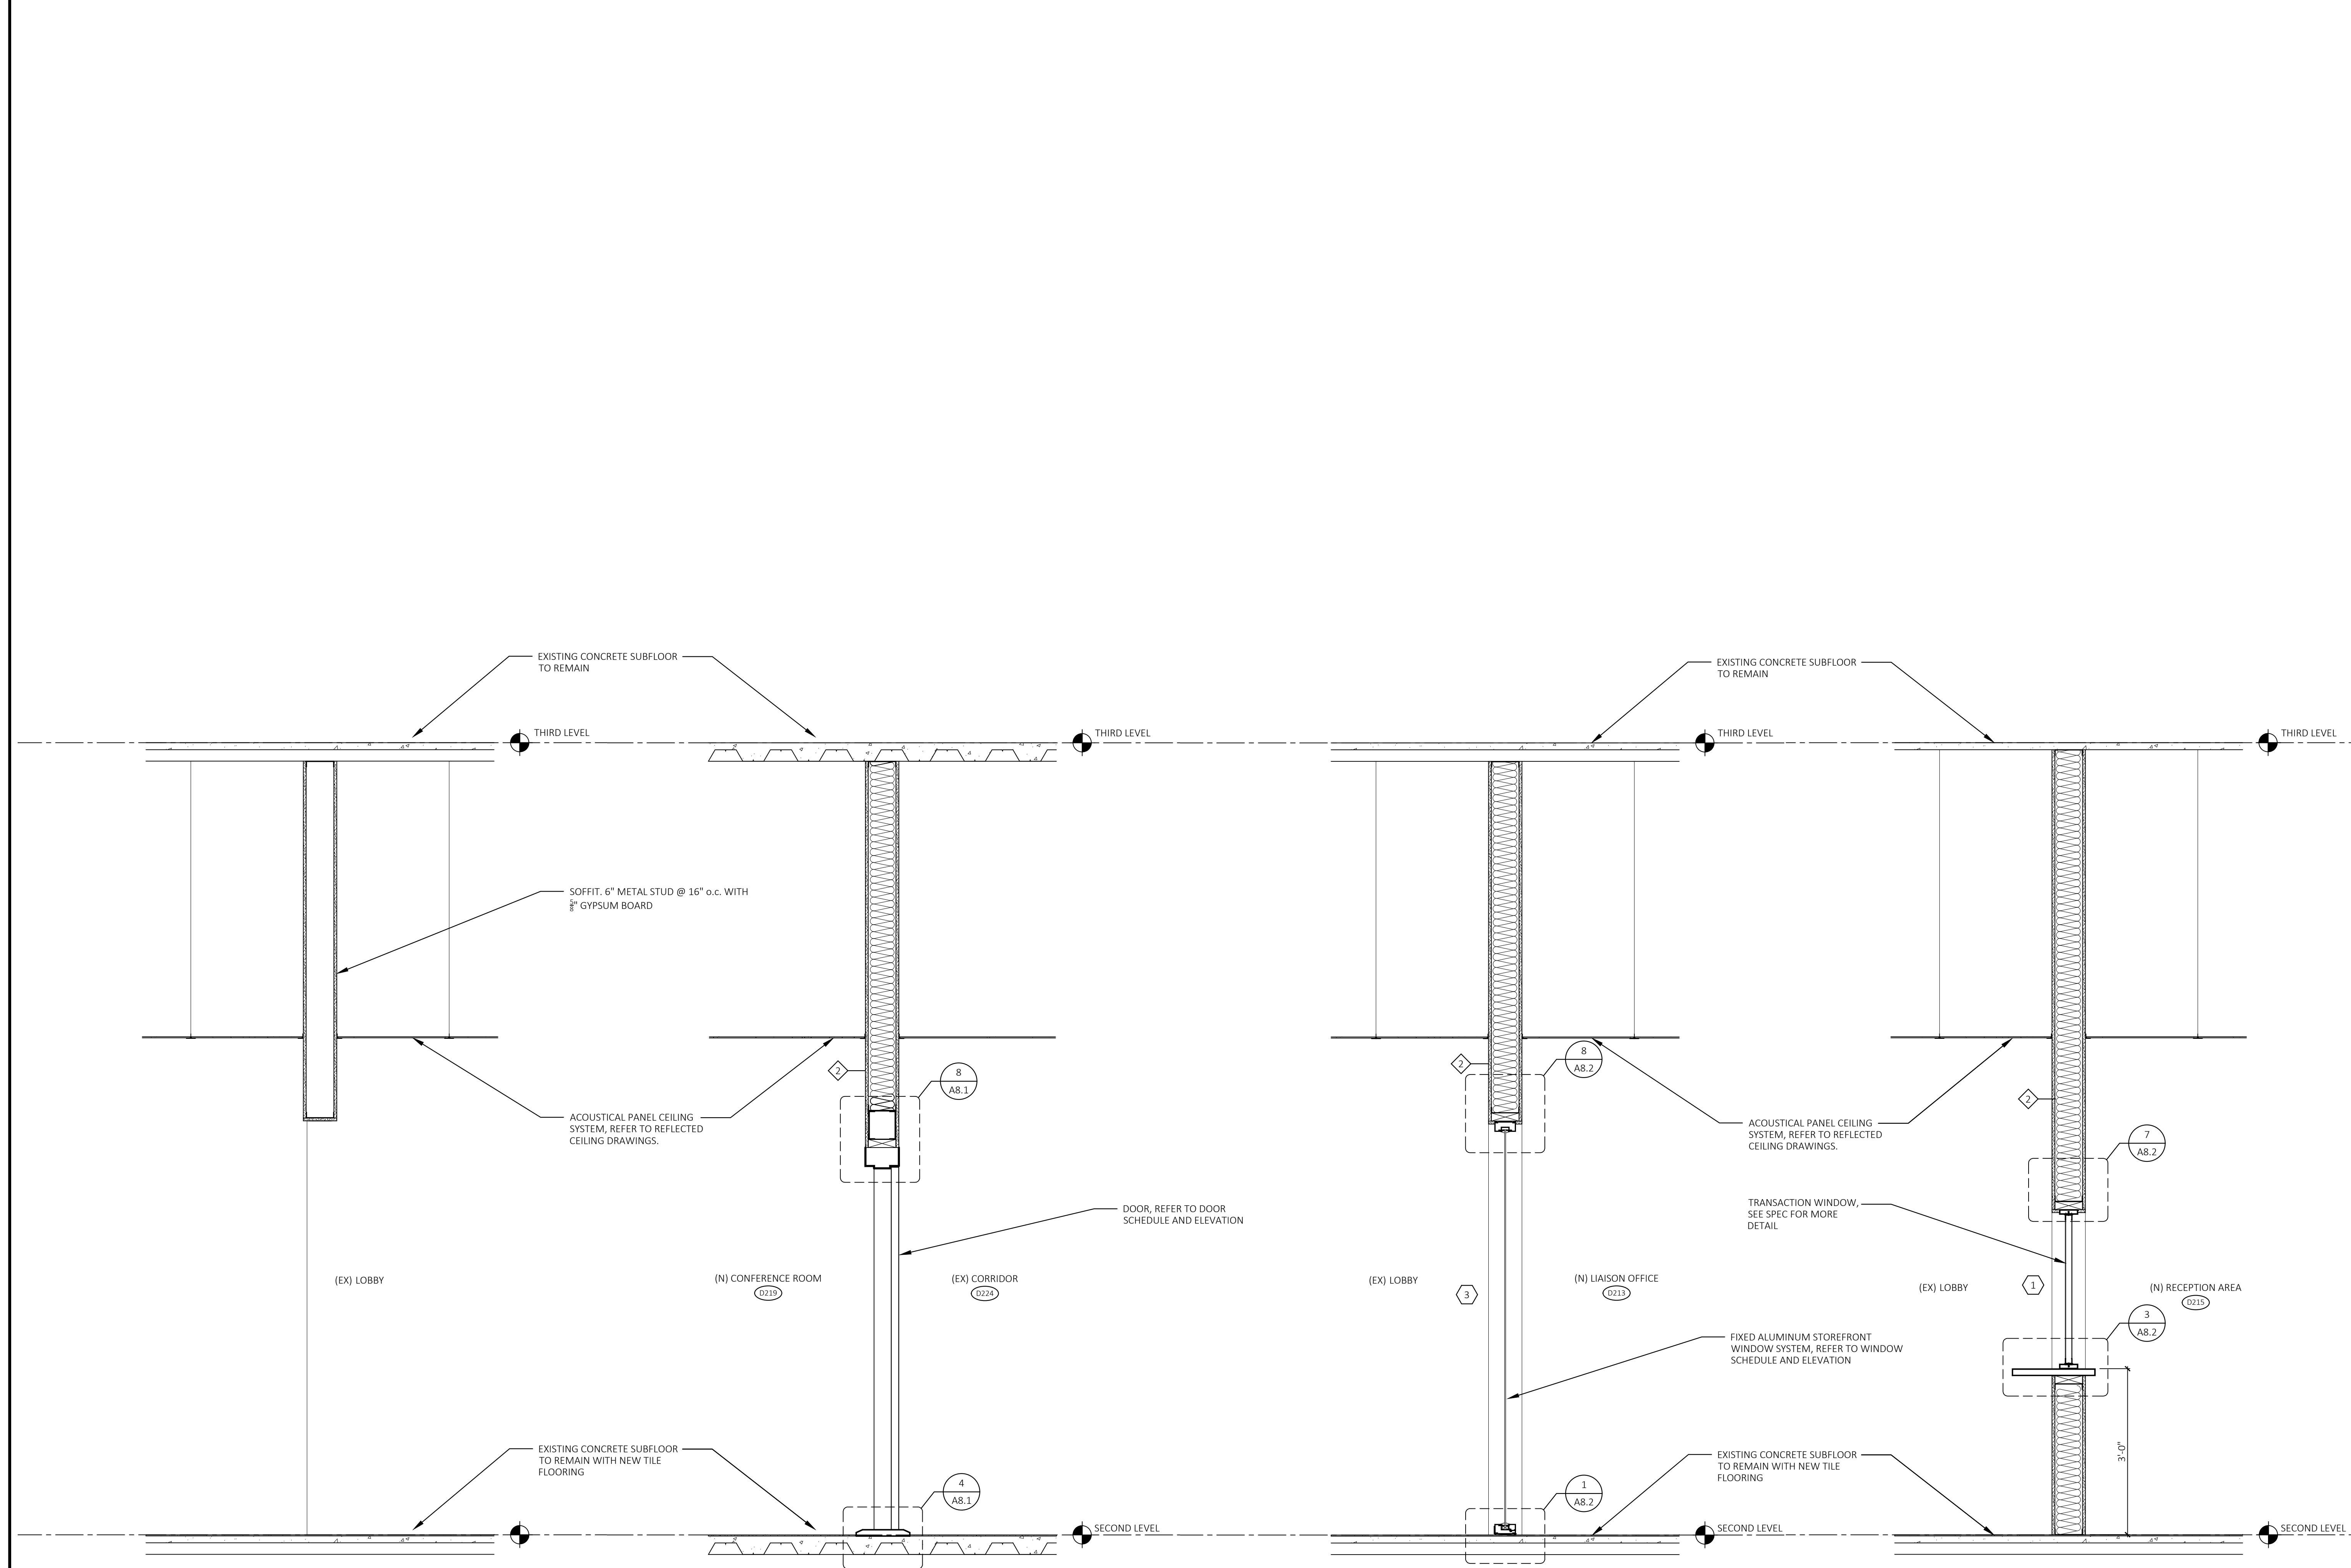 EXISTING CONCRETE SUBFLOOR
TO REMAIN
EXISTING CONCRETE SUBFLOOR
TO REMAIN
THIRD LEVEL
THIRD LEVEL
THIRD LEVEL
THIRD LEVEL
SOFFIT. 6" METAL STUD @ 16" o.c. WITH
5/8" GYPSUM BOARD
2
8
A8.1
2
8
A8.2
2
7
A8.2
ACOUSTICAL PANEL CEILING
SYSTEM, REFER TO REFLECTED
CEILING DRAWINGS.
ACOUSTICAL PANEL CEILING
SYSTEM, REFER TO REFLECTED
CEILING DRAWINGS.
DOOR, REFER TO DOOR
SCHEDULE AND ELEVATION
TRANSACTION WINDOW,
SEE SPEC FOR MORE
DETAIL
(EX) LOBBY
(N) CONFERENCE ROOM
D219
(EX) CORRIDOR
D224
(EX) LOBBY
3
(N) LIAISON OFFICE
D213
(EX) LOBBY
1
(N) RECEPTION AREA
D215
3
A8.2
FIXED ALUMINUM STOREFRONT
WINDOW SYSTEM, REFER TO WINDOW
SCHEDULE AND ELEVATION
3'-0"
EXISTING CONCRETE SUBFLOOR
TO REMAIN WITH NEW TILE
FLOORING
4
A8.1
1
A8.2
EXISTING CONCRETE SUBFLOOR
TO REMAIN WITH NEW TILE
FLOORING
SECOND LEVEL
SECOND LEVEL
SECOND LEVEL